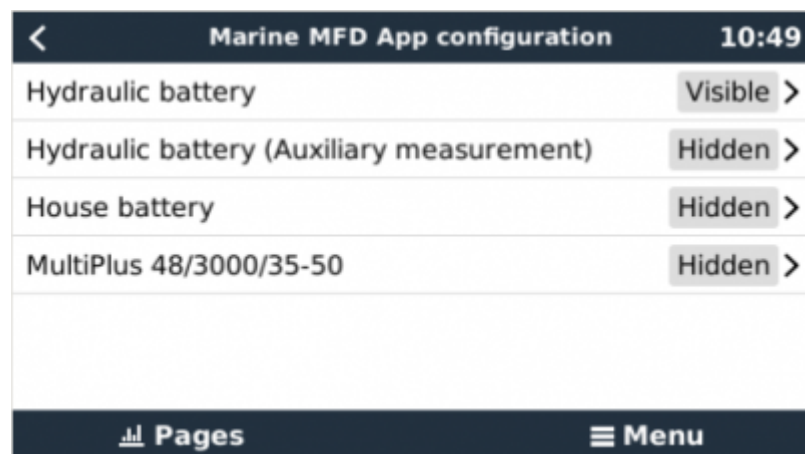 Marine MFD App configuration 10:49
Hydraulic battery Visible
Hydraulic battery (Auxiliary measurement) Hidden
House battery Hidden
MultiPlus 48/3000/35-50 Hidden
Pages Menu